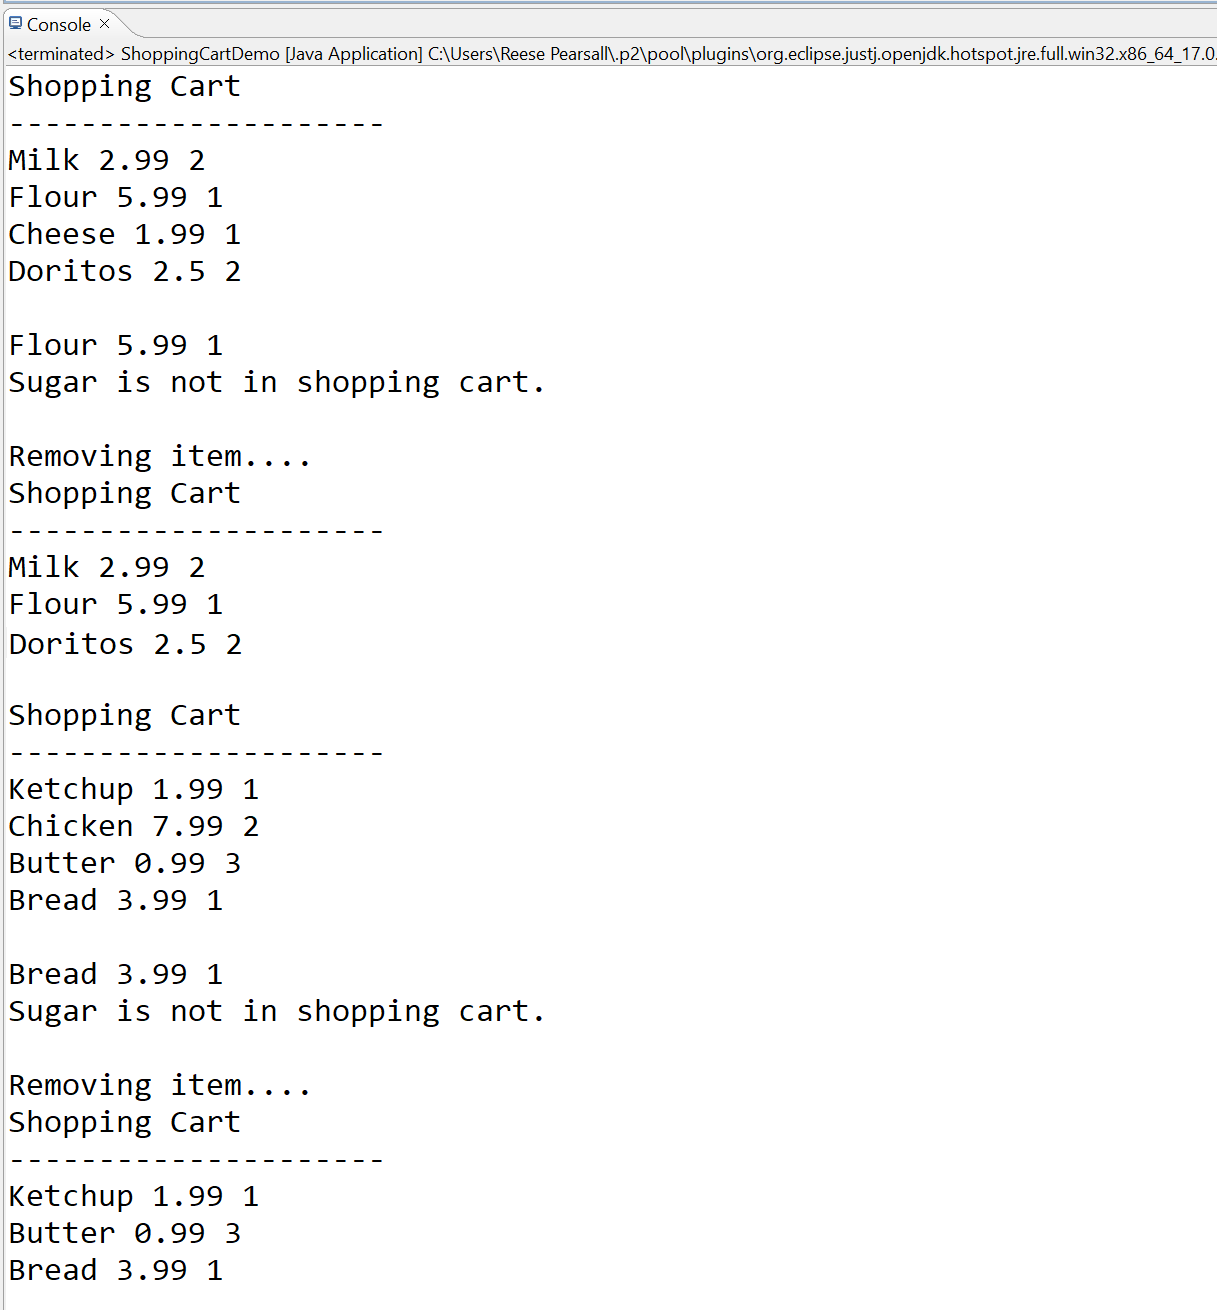 Console
<terminated> ShoppingCartDemo [Java Application] C:\Users\Reese Pearsall\.p2\pool\plugins\org.eclipse.justj.openjdk.hotspot.jre.full.win32.x86_64_17.0.
Shopping Cart
---------------------
Milk 2.99 2
Flour 5.99 1
Cheese 1.99 1
Doritos 2.5 2
Flour 5.99 1
Sugar is not in shopping cart.
Removing item....
Shopping Cart
---------------------
Milk 2.99 2
Flour 5.99 1
Doritos 2.5 2
Shopping Cart
---------------------
Ketchup 1.99 1
Chicken 7.99 2
Butter 0.99 3
Bread 3.99 1
Bread 3.99 1
Sugar is not in shopping cart.
Removing item....
Shopping Cart
---------------------
Ketchup 1.99 1
Butter 0.99 3
Bread 3.99 1